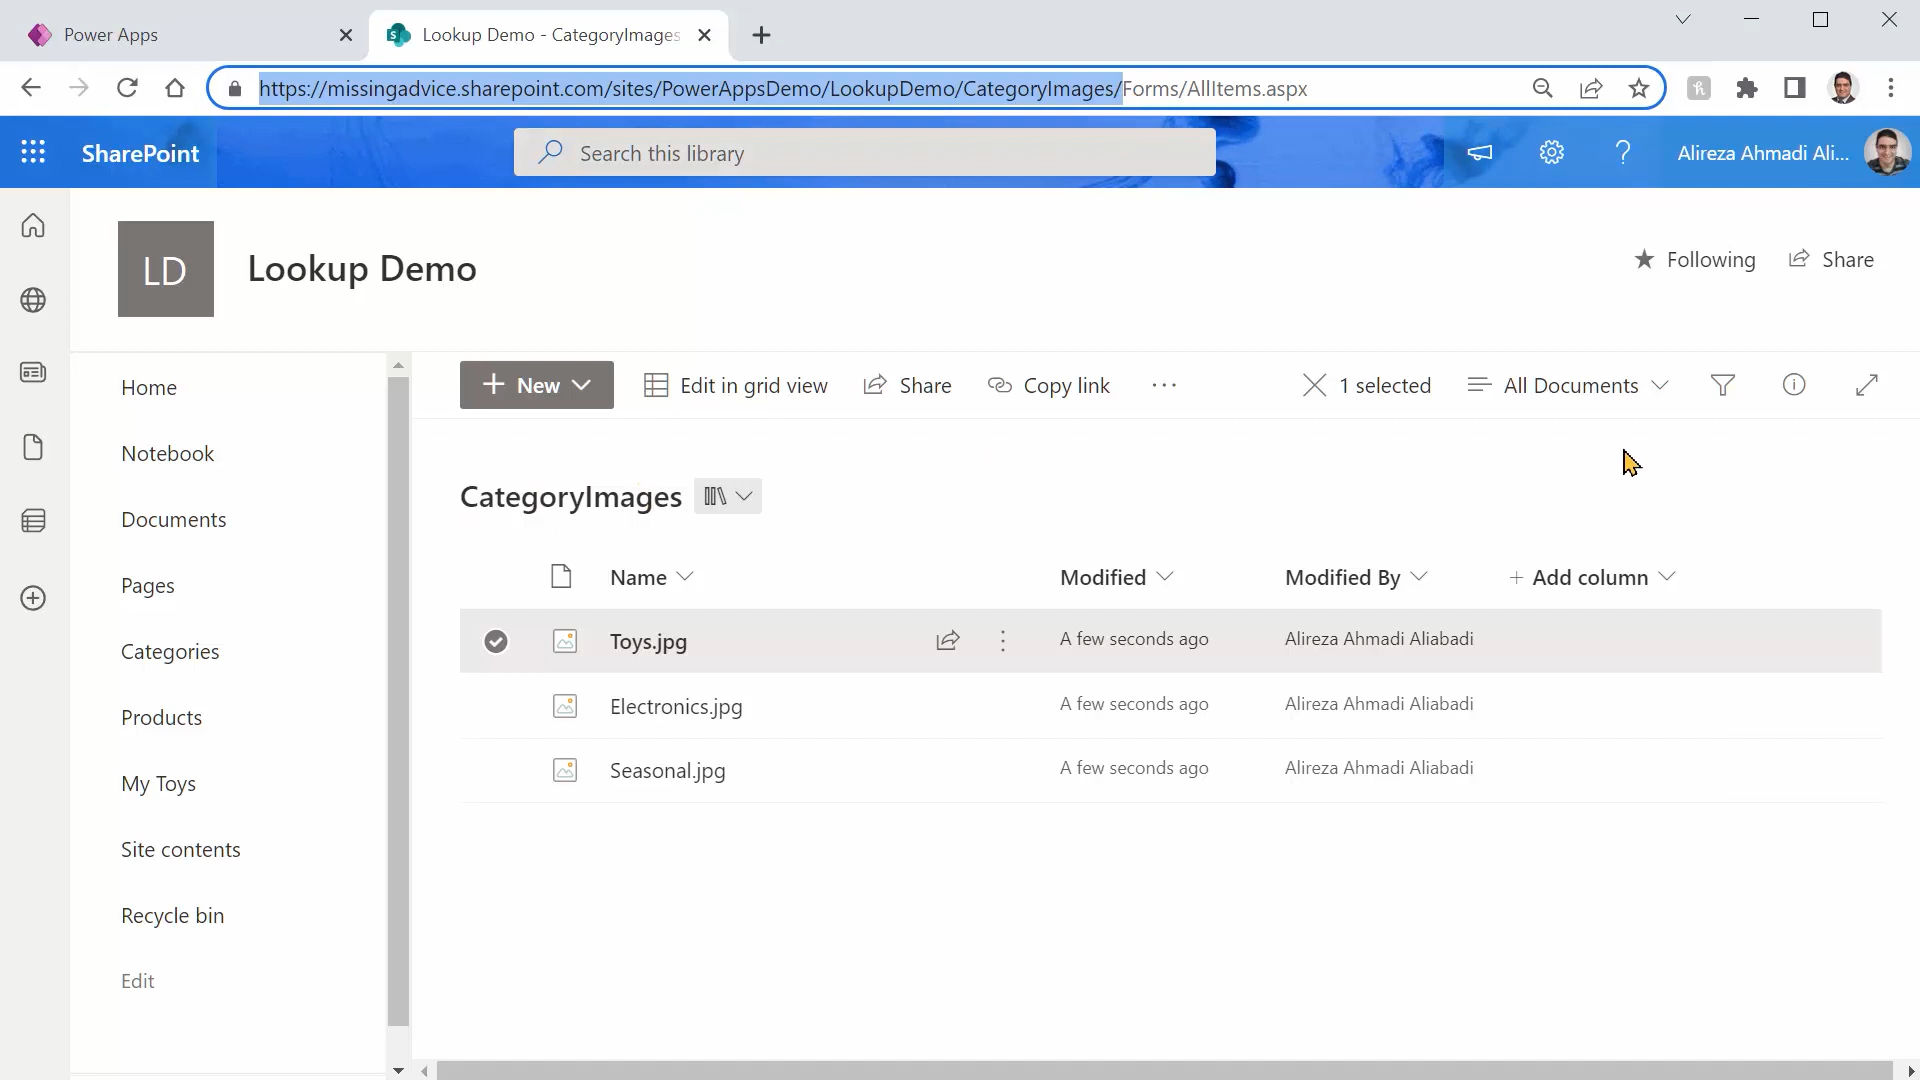 Power Apps
Lookup Demo - CategoryImages
https://missingadvice.sharepoint.com/sites/PowerAppsDemo/LookupDemo/CategoryImages/Forms/AllItems.aspx
SharePoint
Search this library
Alireza Ahmadi Ali...
LD
Lookup Demo
Following
Share
Home
Notebook
Documents
Pages
Categories
Products
My Toys
Site contents
Recycle bin
Edit
New
Edit in grid view
Share
Copy link
1 selected
All Documents
CategoryImages
Name
Modified
Modified By
Add column
Toys.jpg
A few seconds ago
Alireza Ahmadi Aliabadi
Electronics.jpg
A few seconds ago
Alireza Ahmadi Aliabadi
Seasonal.jpg
A few seconds ago
Alireza Ahmadi Aliabadi